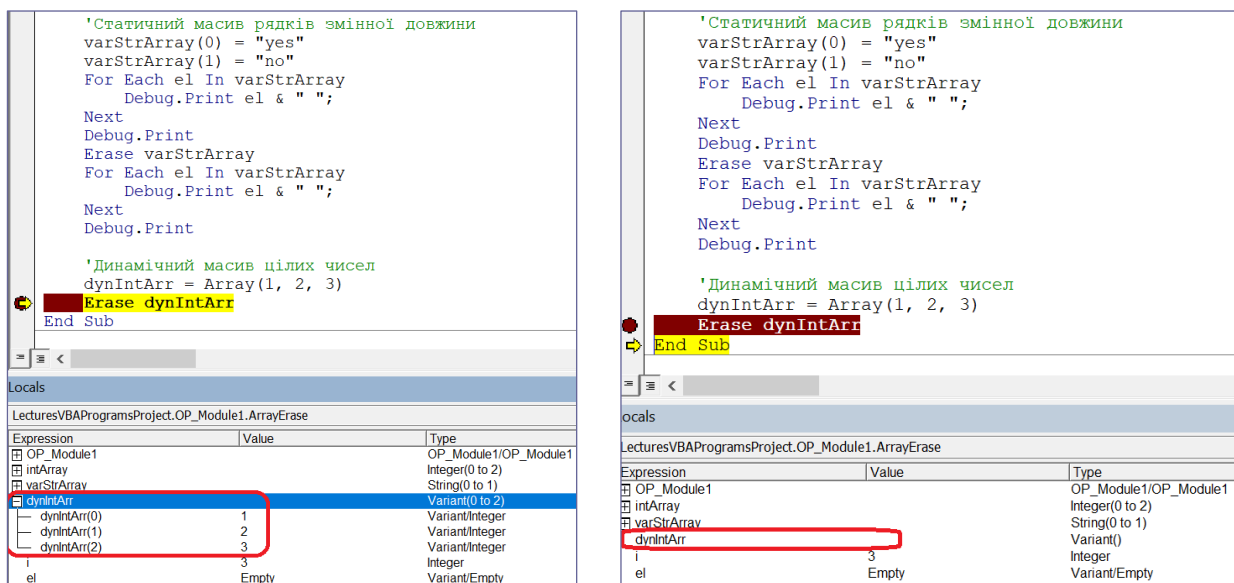 'Статичний масив рядків змінної довжини
varStrArray(0) = "yes"
varStrArray(1) = "no"
For Each el In varStrArray
Debug.Print el & " ";
Next
Debug.Print
Erase varStrArray
For Each el In varStrArray
Debug.Print el & " ";
Next
Debug.Print
'Динамічний масив цілих чисел
dynIntArr = Array(1, 2, 3)
Erase dynIntArr
End Sub
Locals
LecturesVBAProgramsProject.OP_Module1.ArrayErase
Expression Value Type
OP_Module1 OP_Module1/OP_Module1
intArray Integer(0 to 2)
varStrArray String(0 to 1)
dynIntArr Variant(0 to 2)
dynIntArr(0) 1 Variant/Integer
dynIntArr(1) 2 Variant/Integer
dynIntArr(2) 3 Variant/Integer
i 3 Integer
el Empty Variant/Empty
'Статичний масив рядків змінної довжини
varStrArray(0) = "yes"
varStrArray(1) = "no"
For Each el In varStrArray
Debug.Print el & " ";
Next
Debug.Print
Erase varStrArray
For Each el In varStrArray
Debug.Print el & " ";
Next
Debug.Print
'Динамічний масив цілих чисел
dynIntArr = Array(1, 2, 3)
Erase dynIntArr
End Sub
ocals
LecturesVBAProgramsProject.OP_Module1.ArrayErase
Expression Value Type
OP_Module1 OP_Module1/OP_Module1
intArray Integer(0 to 2)
varStrArray String(0 to 1)
dynIntArr Variant()
i 3 Integer
el Empty Variant/Empty